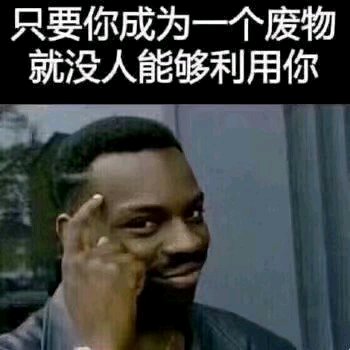 只要你成为一个废物
就没人能够利用你